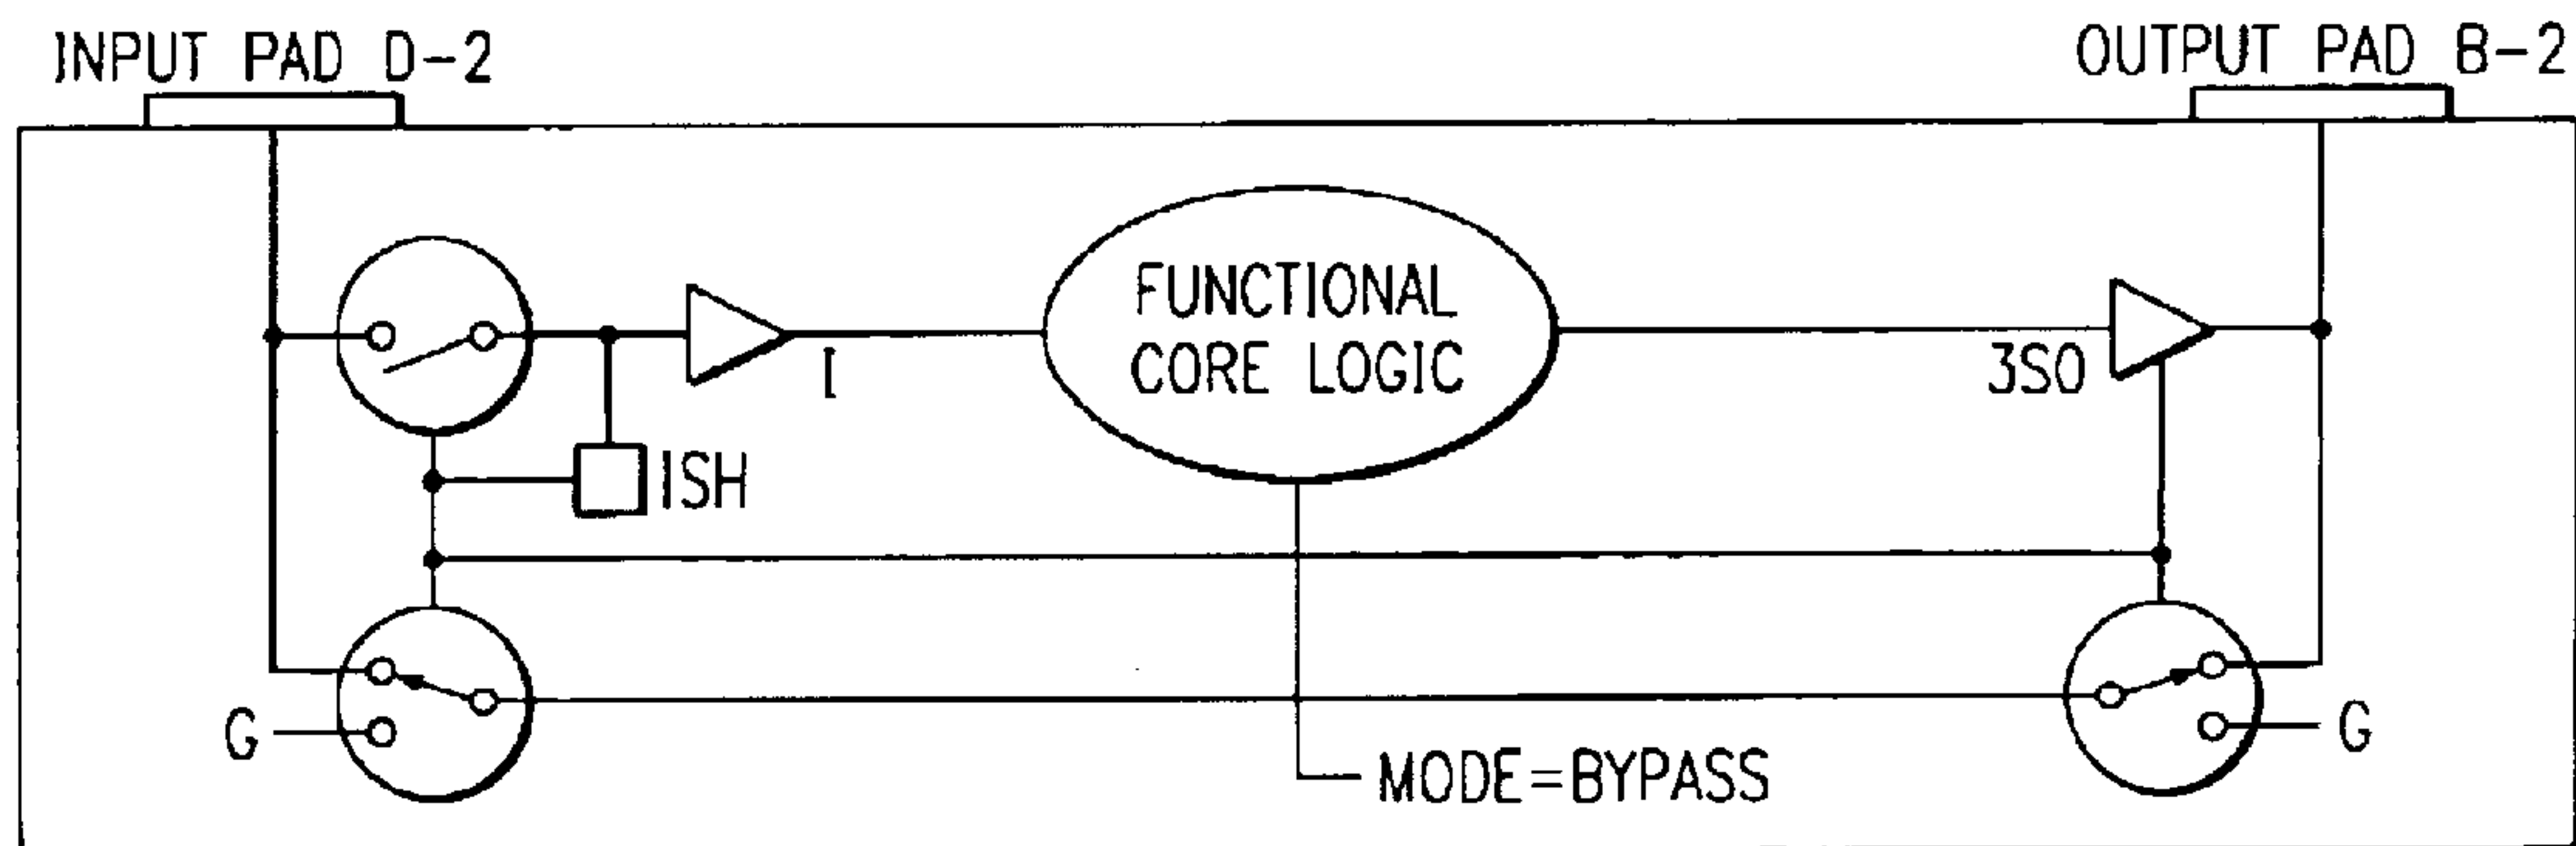 INPUT PAD D-2
OUTPUT PAD B-2
FUNCTIONAL
CORE LOGIC
I
3SO
ISH
G
G
MODE=BYPASS